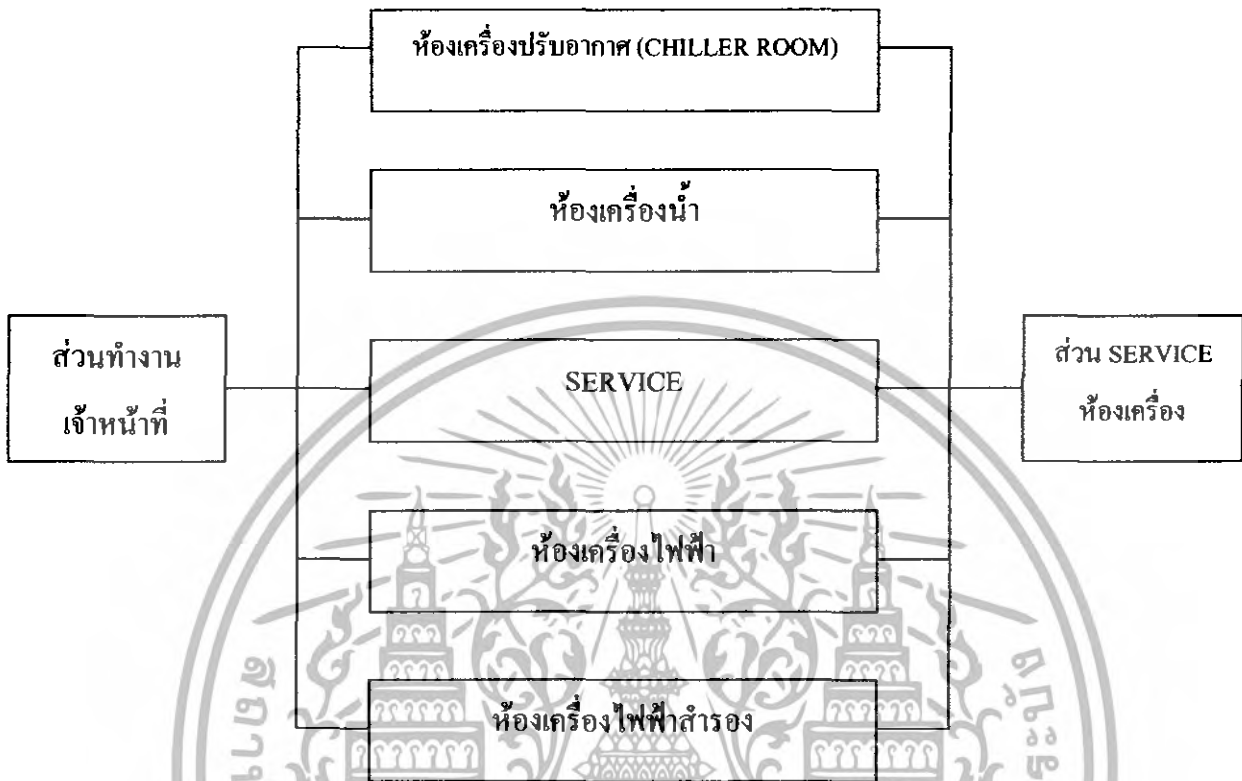 ห้องเครื่องปรับอากาศ (CHILLER ROOM)
ห้องเครื่องน้ำ
ส่วนทำงาน
เจ้าหน้าที่
SERVICE
ส่วน SERVICE
ห้องเครื่อง
ห้องเครื่องไฟฟ้า
ห้องเครื่องไฟฟ้าสำรอง